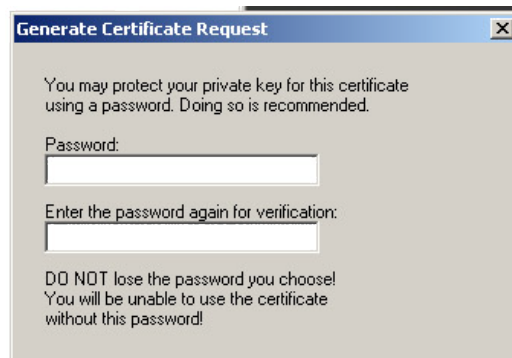 Generate Certificate Request
You may protect your private key for this certificate
using a password. Doing so is recommended.
Password:
Enter the password again for verification:
DO NOT lose the password you choose!
You will be unable to use the certificate
without this password!